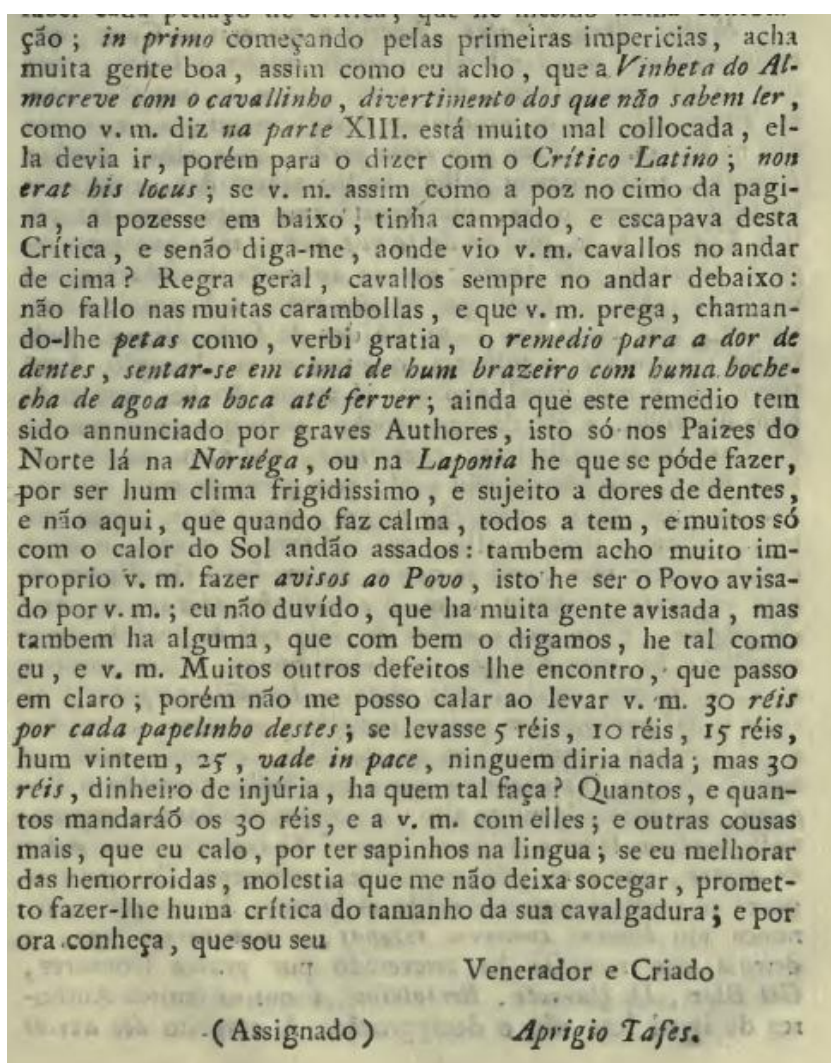 fazer cada pedaço de crítica, que he mesmo huma consola-
ção; in primo começando pelas primeiras impericias, acha
muita gente boa, assim como eu acho, que a Vinheta do Al-
mocreve com o cavallinho, divertimento dos que não sabem ler,
como v. m. diz na parte XIII. está muito mal collocada, el-
la devia ir, porém para o dizer com o Crítico Latino; non
erat his locus; se v. m. assim como a poz no cimo da pagi-
na, a pozesse em baixo; tinha campado, e escapava desta
Crítica, e senão diga-me, aonde vio v. m. cavallos no andar
de cima? Regra geral, cavallos sempre no andar debaixo:
não fallo nas muitas carambollas, e que v. m. prega, chaman-
do-lhe petas como, verbi gratia, o remedio para a dor de
dentes, sentar-se em cima de hum brazeiro com huma boche-
cha de agoa na boca até ferver; ainda que este remedio tem
sido annunciado por graves Authores, isto só nos Paizes do
Norte lá na Noruéga, ou na Laponia he que se póde fazer,
por ser hum clima frigidissimo, e sujeito a dores de dentes,
e não aqui, que quando faz calma, todos a tem, e muitos só
com o calor do Sol andão assados: tambem acho muito im-
proprio v. m. fazer avisos ao Povo, isto he ser o Povo avisa-
do por v. m.; eu não duvído, que ha muita gente avisada, mas
tambem ha alguma, que com bem o digamos, he tal como
eu, e v. m. Muitos outros defeitos lhe encontro, que passo
em claro; porém não me posso calar ao levar v. m. 30 réis
por cada papelinho destes; se levasse 5 réis, 10 réis, 15 réis,
hum vintem, 25, vade in pace, ninguem diria nada; mas 30
réis, dinheiro de injúria, ha quem tal faça? Quantos, e quan-
tos mandaráõ os 30 réis, e a v. m. com elles; e outras cousas
mais, que eu calo, por ter sapinhos na lingua; se eu melhorar
das hemorroidas, molestia que me não deixa socegar, promet-
to fazer-lhe huma crítica do tamanho da sua cavalgadura; e por
ora conheça, que sou seu
Venerador e Criado
(Assignado) Aprigio Tafes.